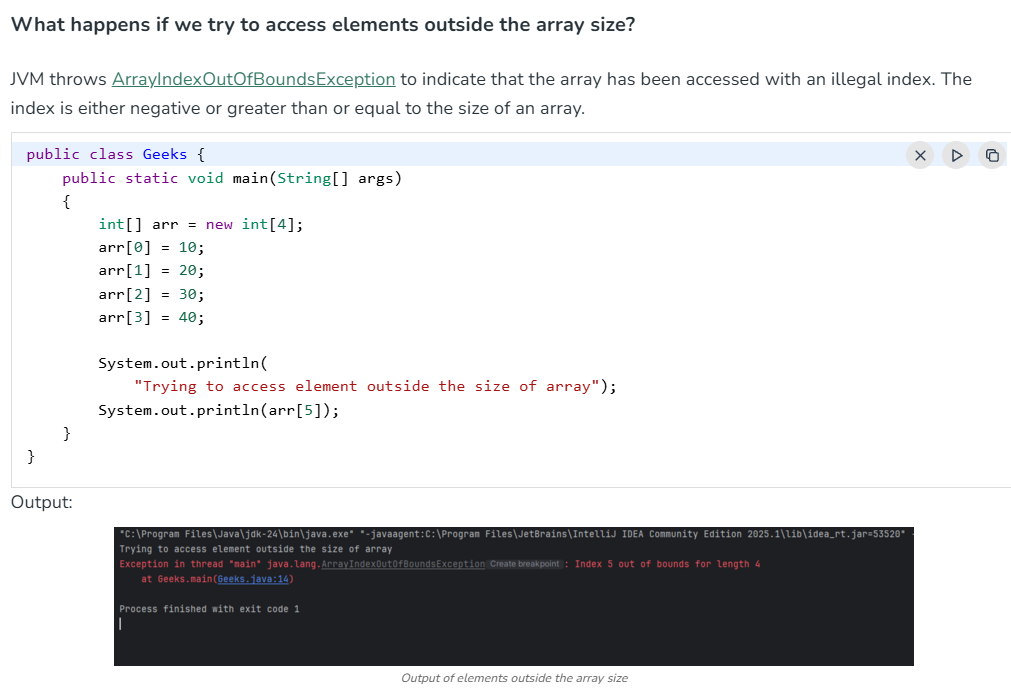 What happens if we try to access elements outside the array size?
JVM throws ArrayIndexOutOfBoundsException to indicate that the array has been accessed with an illegal index. The
index is either negative or greater than or equal to the size of an array.
public class Geeks {
    public static void main(String[] args)
    {
        int[] arr = new int[4];
        arr[0] = 10;
        arr[1] = 20;
        arr[2] = 30;
        arr[3] = 40;
        System.out.println(
            "Trying to access element outside the size of array");
        System.out.println(arr[5]);
    }
}
Output:
"C:\Program Files\Java\jdk-24\bin\java.exe" "-javaagent:C:\Program Files\JetBrains\IntelliJ IDEA Community Edition 2025.1\lib\idea_rt.jar=53520" -
Trying to access element outside the size of array
Exception in thread "main" java.lang.ArrayIndexOutOfBoundsException Create breakpoint : Index 5 out of bounds for length 4
    at Geeks.main(Geeks.java:14)
Process finished with exit code 1
Output of elements outside the array size